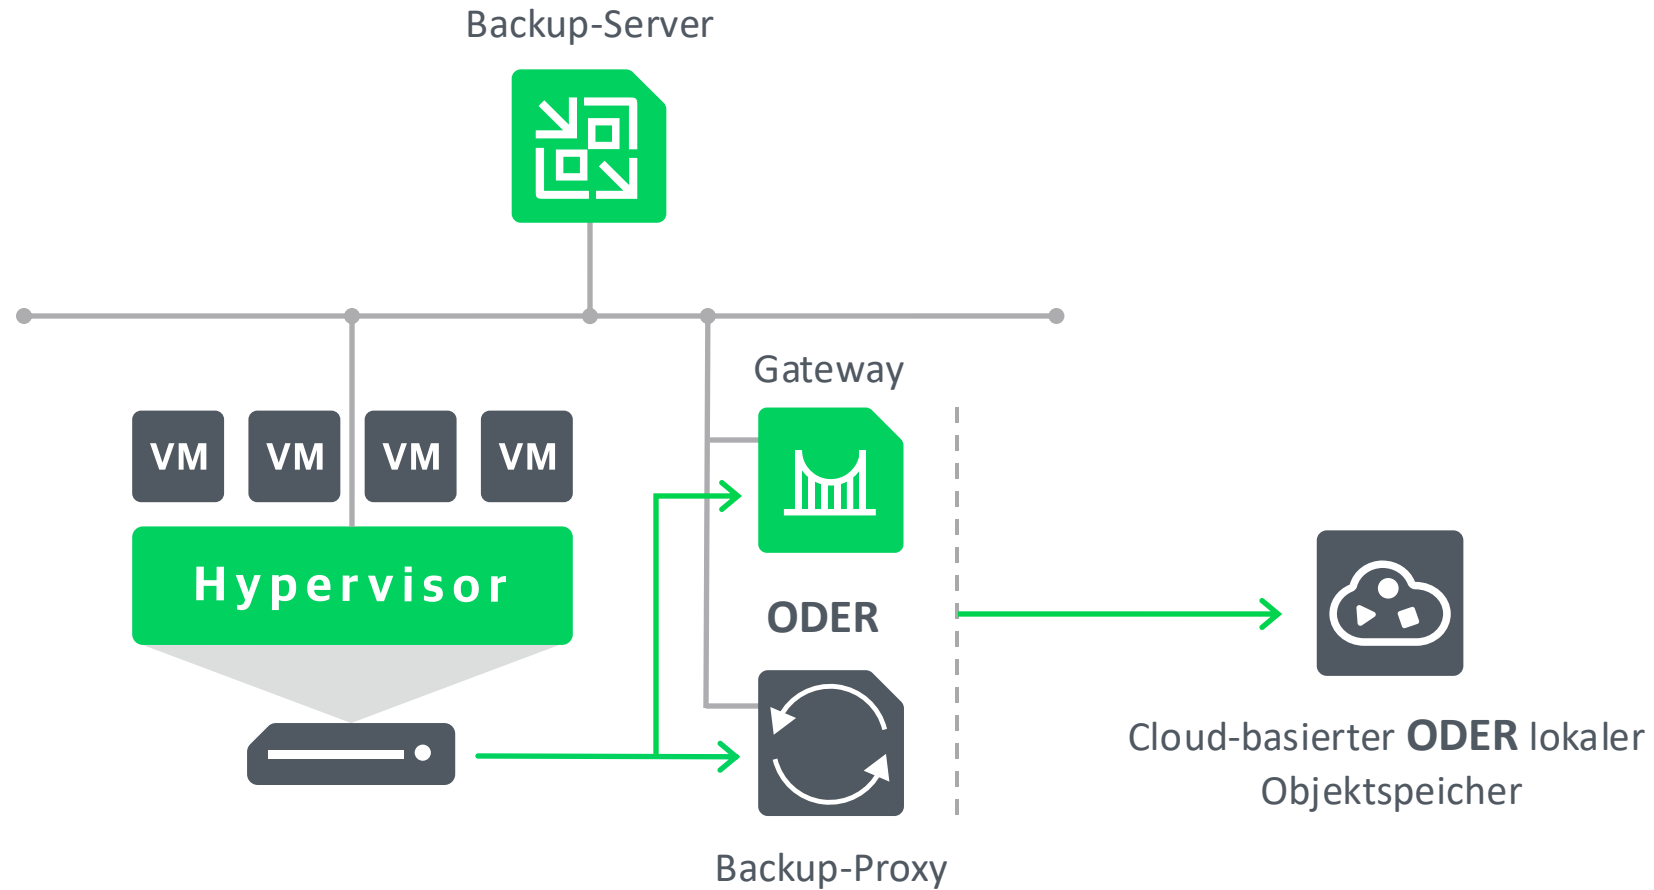 Backup-Server
Gateway
VM VM VM VM
Hypervisor
ODER
Cloud-basierter ODER lokaler
Objektspeicher
Backup-Proxy